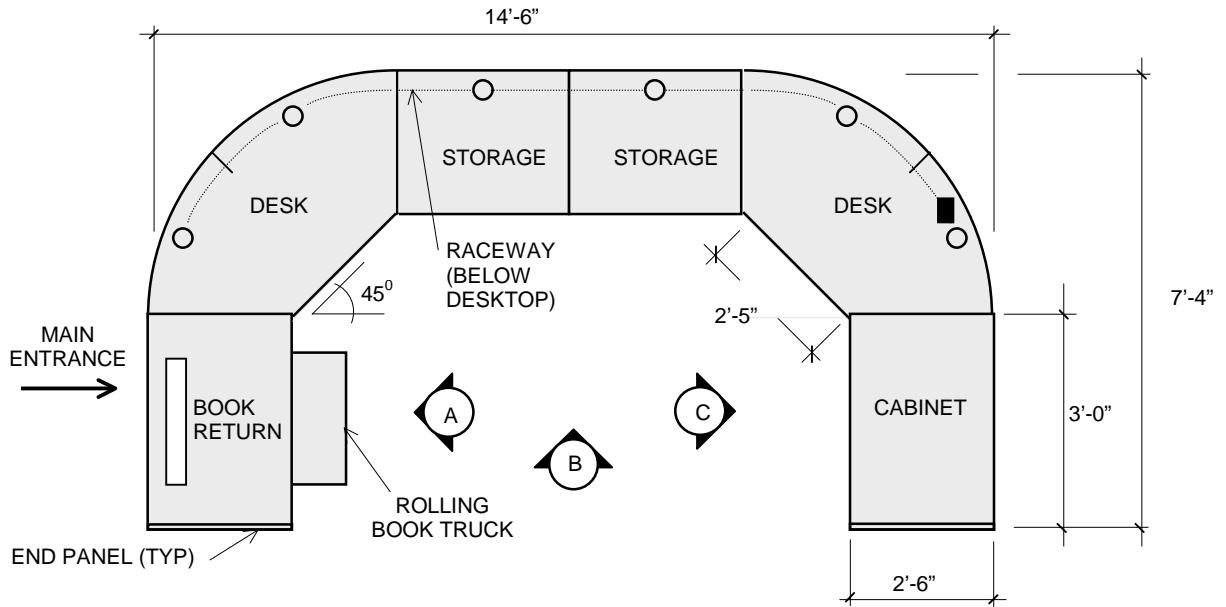 14'-6"
STORAGE
STORAGE
DESK
DESK
RACEWAY
(BELOW
DESKTOP)
45⁰
2'-5"
7'-4"
MAIN
ENTRANCE
BOOK
RETURN
A
B
C
CABINET
3'-0"
ROLLING
BOOK TRUCK
END PANEL (TYP)
2'-6"